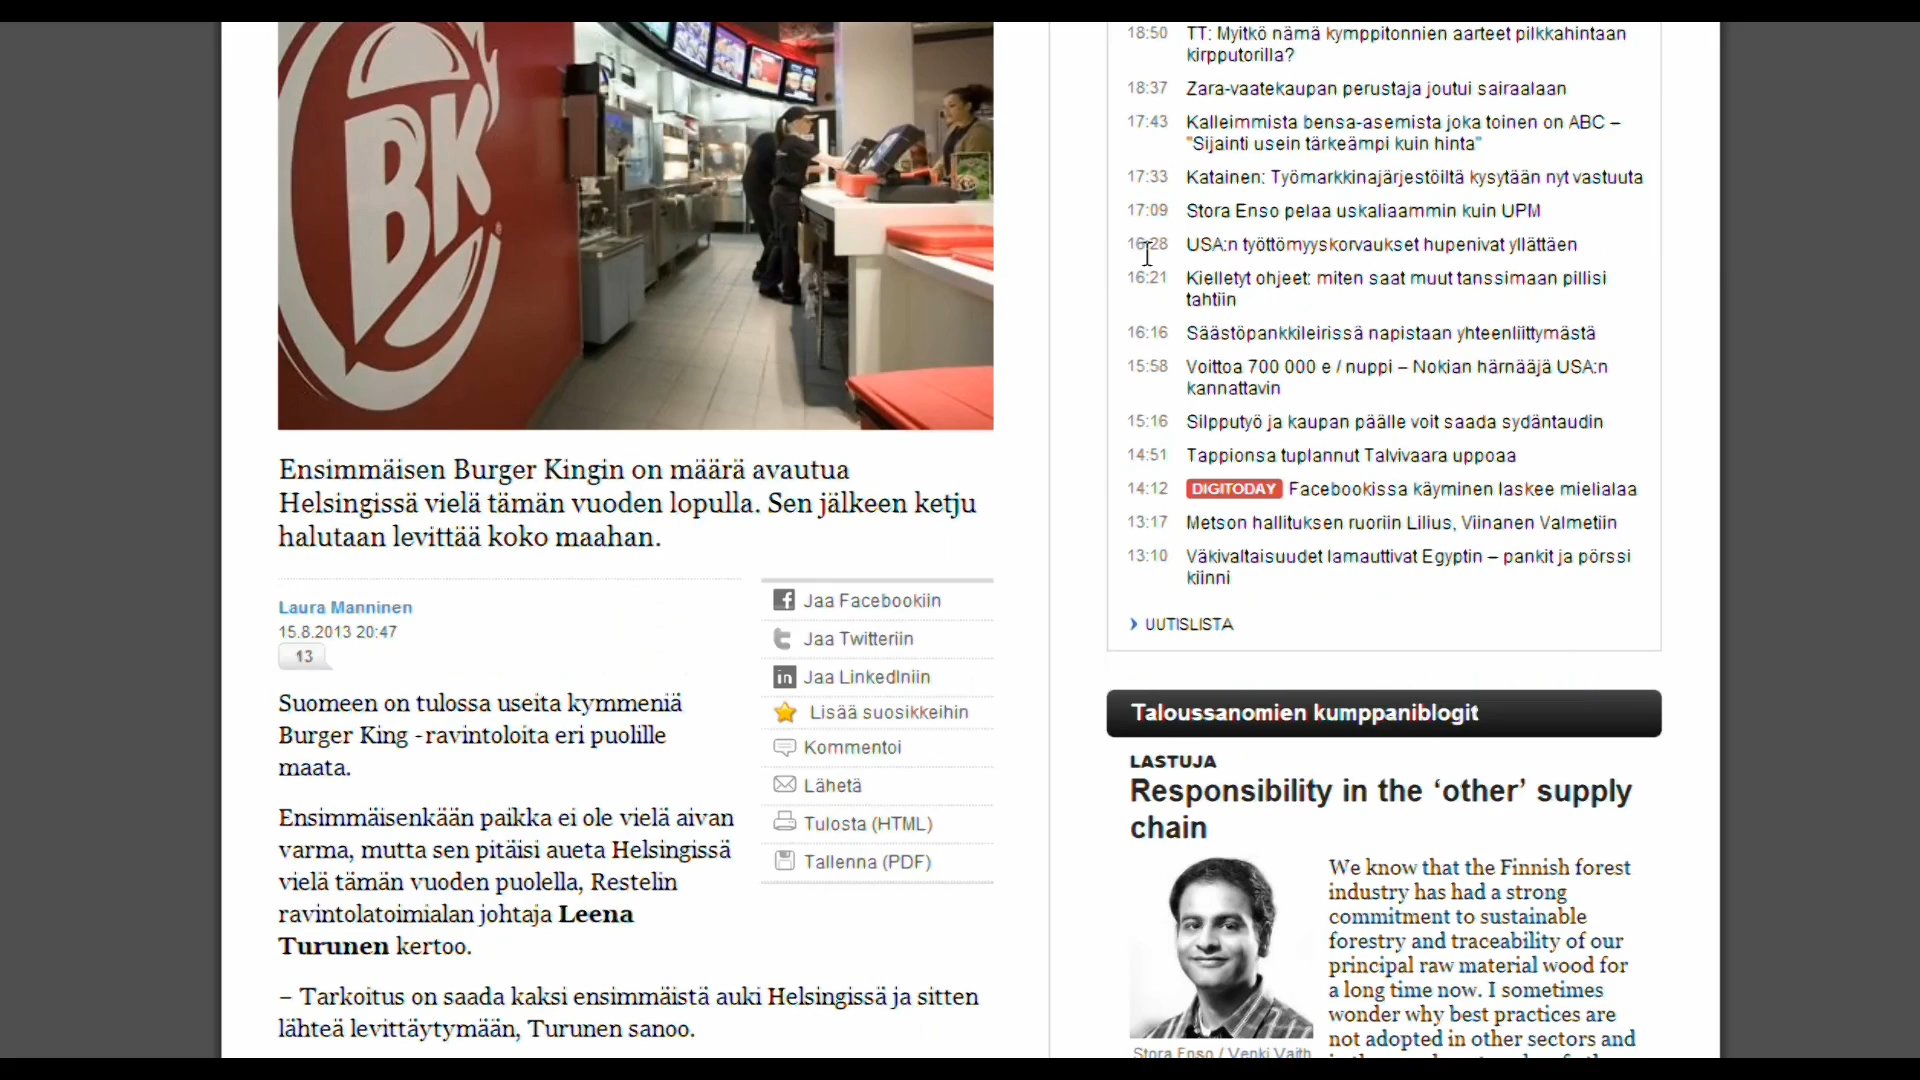 BK
Ensimmäisen Burger Kingin on määrä avautua
Helsingissä vielä tämän vuoden lopulla. Sen jälkeen ketju
halutaan levittää koko maahan.
Laura Manninen
15.8.2013 20:47
13
Suomeen on tulossa useita kymmeniä
Burger King -ravintoloita eri puolille
maata.
Ensimmäisenkään paikka ei ole vielä aivan
varma, mutta sen pitäisi aueta Helsingissä
vielä tämän vuoden puolella, Restelin
ravintolatoimialan johtaja Leena
Turunen kertoo.
– Tarkoitus on saada kaksi ensimmäistä auki Helsingissä ja sitten
lähteä levittäytymään, Turunen sanoo.
Jaa Facebookiin
Jaa Twitteriin
Jaa LinkedIniin
Lisää suosikkeihin
Kommentoi
Lähetä
Tulosta (HTML)
Tallenna (PDF)
18:50 TT: Myitkö nämä kymppitonnien aarteet pilkkahintaan
kirpputorilla?
18:37 Zara-vaatekaupan perustaja joutui sairaalaan
17:43 Kalleimmista bensa-asemista joka toinen on ABC –
"Sijainti usein tärkeämpi kuin hinta"
17:33 Katainen: Työmarkkinajärjestöiltä kysytään nyt vastuuta
17:09 Stora Enso pelaa uskaliaammin kuin UPM
16:28 USA:n työttömyyskorvaukset hupenivat yllättäen
16:21 Kielletyt ohjeet: miten saat muut tanssimaan pillisi
tahtiin
16:16 Säästöpankkileirissä napistaan yhteenliittymästä
15:58 Voittoa 700 000 e / nuppi – Nokian härnääjä USA:n
kannattavin
15:16 Silpputyö ja kaupan päälle voit saada sydäntaudin
14:51 Tappionsa tuplannut Talvivaara uppoaa
14:12 DIGITODAY Facebookissa käyminen laskee mielialaa
13:17 Metson hallituksen ruoriin Lilius, Viinanen Valmetiin
13:10 Väkivaltaisuudet lamauttivat Egyptin – pankit ja pörssi
kiinni
UUTISLISTA
Taloussanomien kumppaniblogit
LASTUJA
Responsibility in the ‘other’ supply
chain
We know that the Finnish forest
industry has had a strong
commitment to sustainable
forestry and traceability of our
principal raw material wood for
a long time now. I sometimes
wonder why best practices are
not adopted in other sectors and
Stora Enso / Venki Vaith